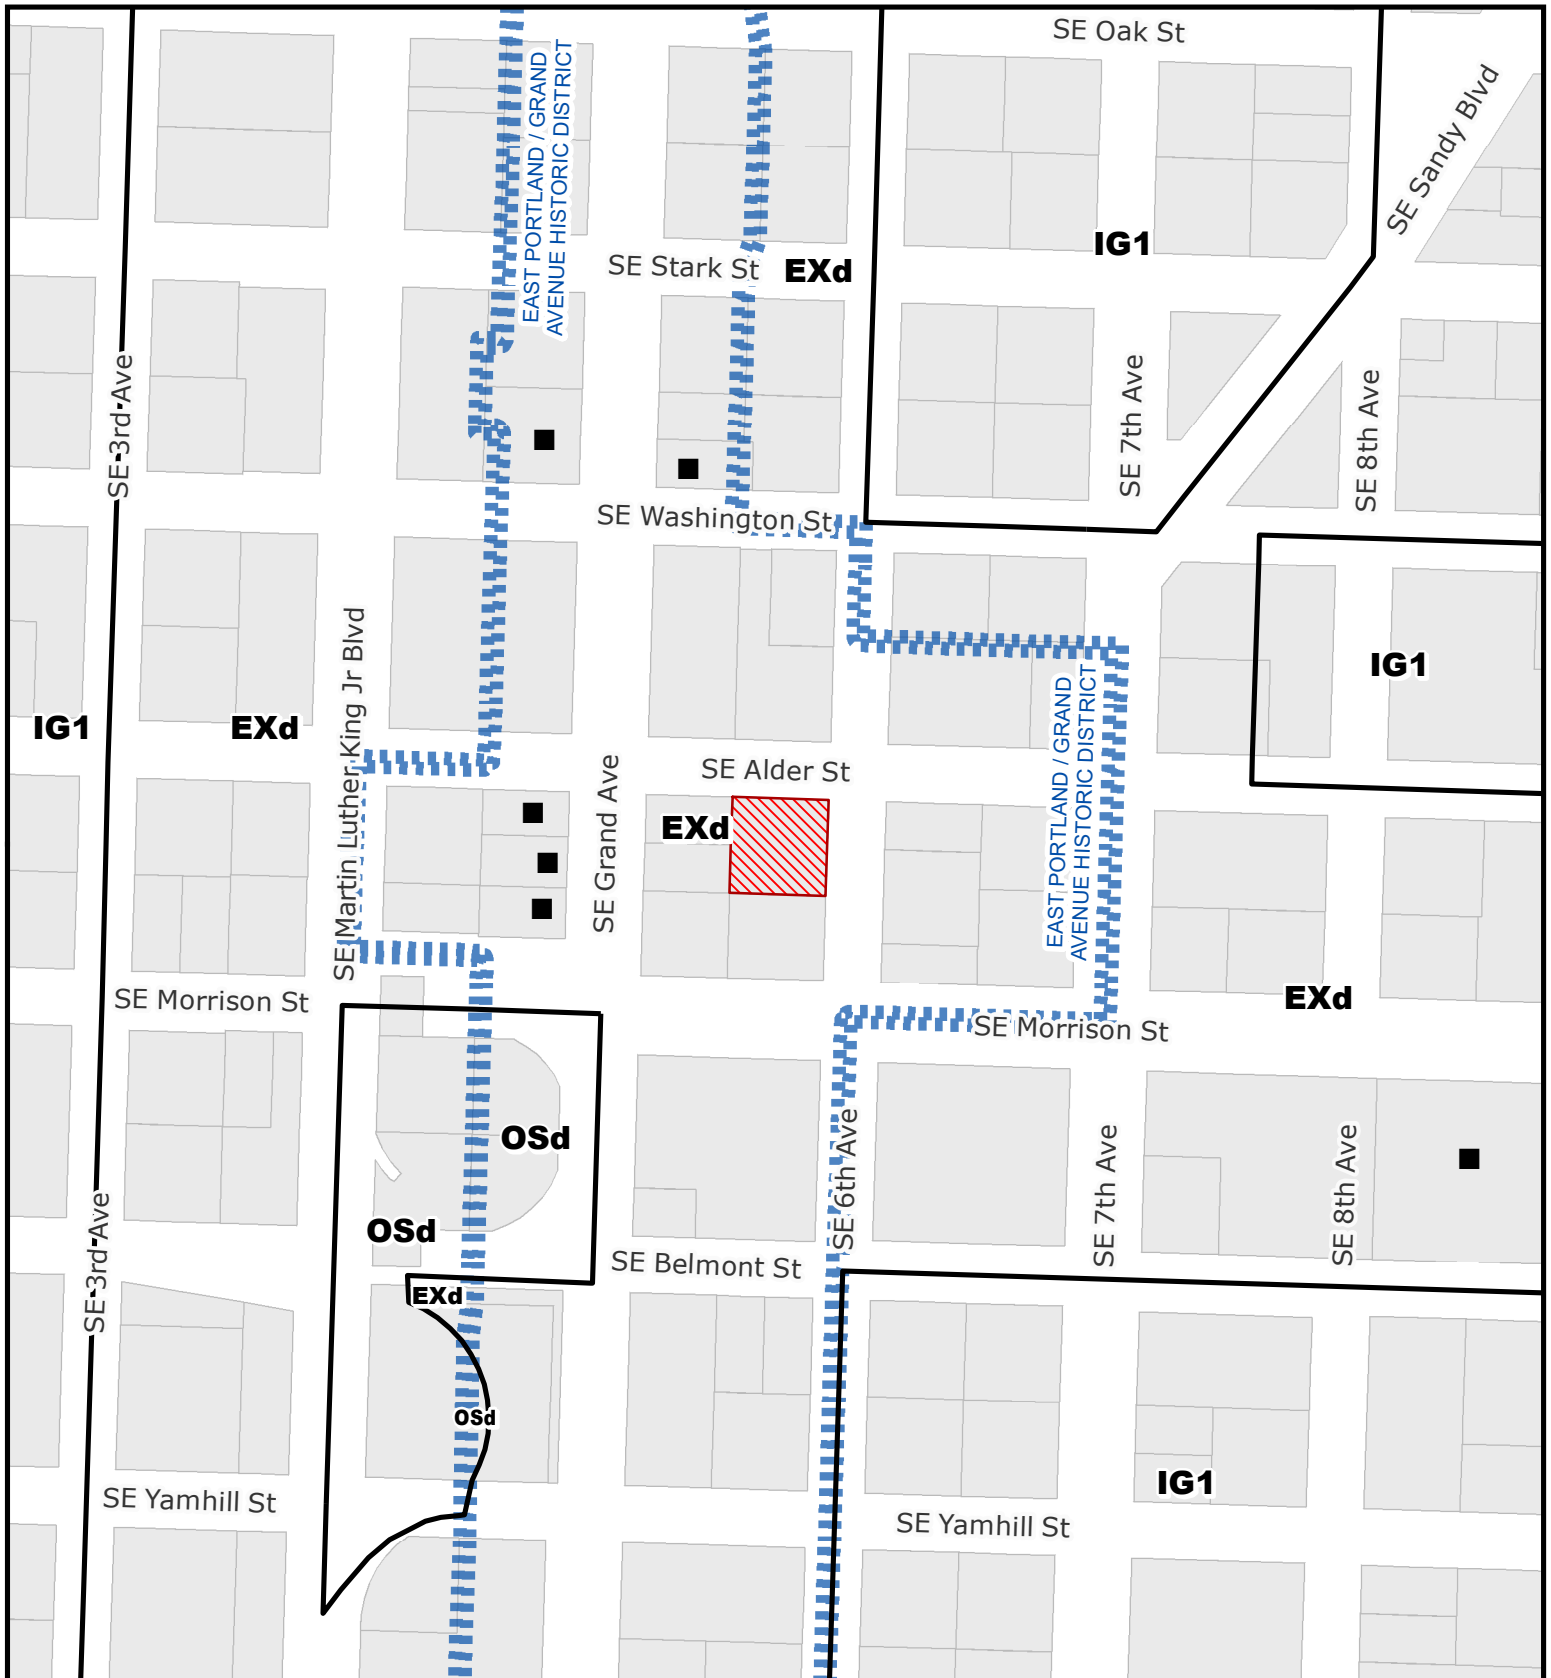 SE Oak St
SE Sandy Blvd
EAST PORTLAND / GRAND
AVENUE HISTORIC DISTRICT
IG1
SE Stark St
EXd
SE 3rd Ave
SE 7th Ave
SE 8th Ave
SE Washington St
SE Martin Luther King Jr Blvd
IG1
EAST PORTLAND / GRAND
AVENUE HISTORIC DISTRICT
IG1
EXd
SE Alder St
SE Grand Ave
EXd
SE Morrison St
EXd
SE Morrison St
OSd
SE 6th Ave
SE 7th Ave
SE 8th Ave
OSd
SE 3rd Ave
SE Belmont St
EXd
OSd
IG1
SE Yamhill St
SE Yamhill St